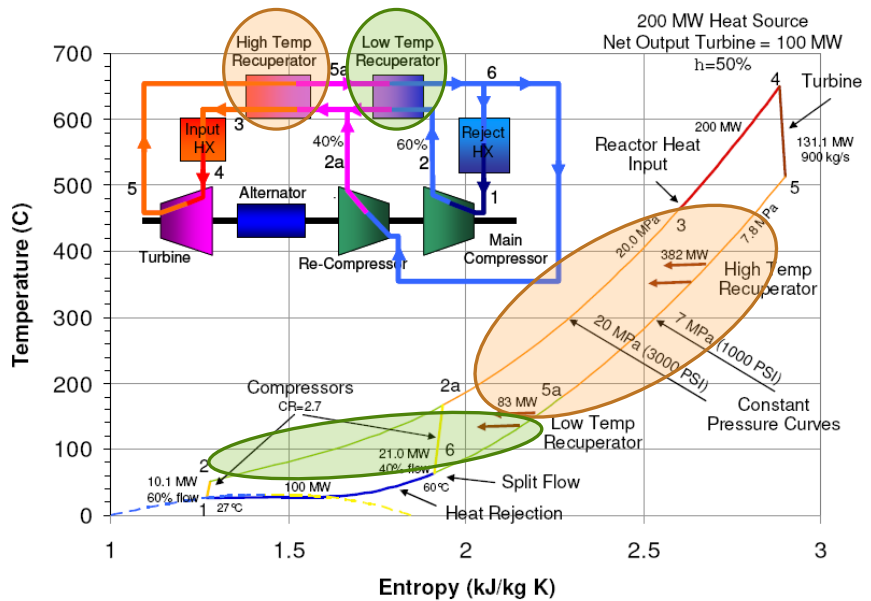 200 MW Heat Source
Net Output Turbine = 100 MW
h=50%
700
600
500
400
300
200
100
0
Temperature (C)
High Temp
Recuperator
Low Temp
Recuperator
5a
6
3
Input
HX
4
40%
2a
60%
2
Reject
HX
1
5
Alternator
Turbine
Re-Compressor
Main
Compressor
4
Turbine
200 MW
131.1 MW
900 kg/s
Reactor Heat
Input
5
3
20.0 MPa
7.8 MPa
382 MW
High Temp
Recuperator
20 MPa (3000 PSI)
7 MPa (1000 PSI)
Constant
Pressure Curves
Compressors
CR=2.7
2a
5a
83 MW
Low Temp
Recuperator
2
21.0 MW
40% flow
6
10.1 MW
60% flow
100 MW
60°C
Split Flow
1
27°C
Heat Rejection
1
1.5
2
2.5
3
Entropy (kJ/kg K)